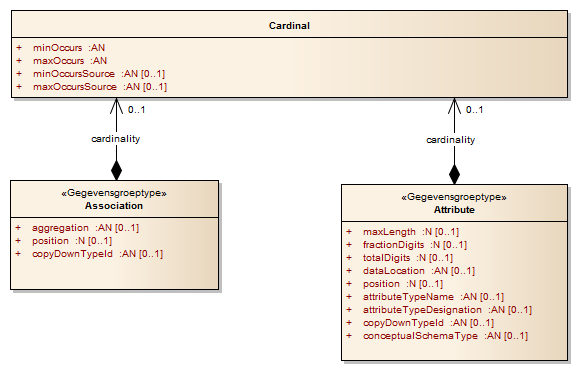 Cardinal
+ minOccurs :AN
+ maxOccurs :AN
+ minOccursSource :AN [0..1]
+ maxOccursSource :AN [0..1]
0..1
0..1
cardinality
cardinality
«Gegevensgroeptype»
Association
+ aggregation :AN [0..1]
+ position :N [0..1]
+ copyDownTypeId :AN [0..1]
«Gegevensgroeptype»
Attribute
+ maxLength :N [0..1]
+ fractionDigits :N [0..1]
+ totalDigits :N [0..1]
+ dataLocation :AN [0..1]
+ position :N [0..1]
+ attributeTypeName :AN [0..1]
+ attributeTypeDesignation :AN [0..1]
+ copyDownTypeId :AN [0..1]
+ conceptualSchemaType :AN [0..1]